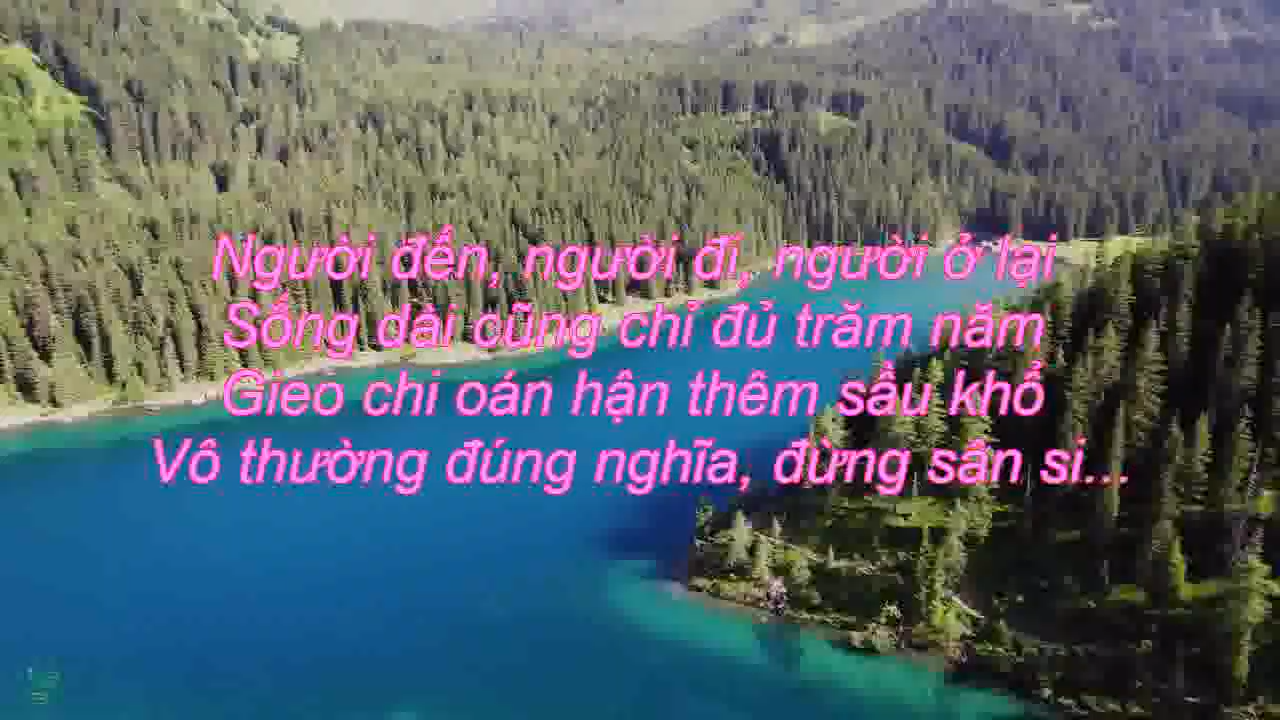 Người đến, người đi, người ở lại
Sống dài cũng chỉ đủ trăm năm
Gieo chi oán hận thêm sầu khổ
Vô thường đúng nghĩa, đừng sân si...